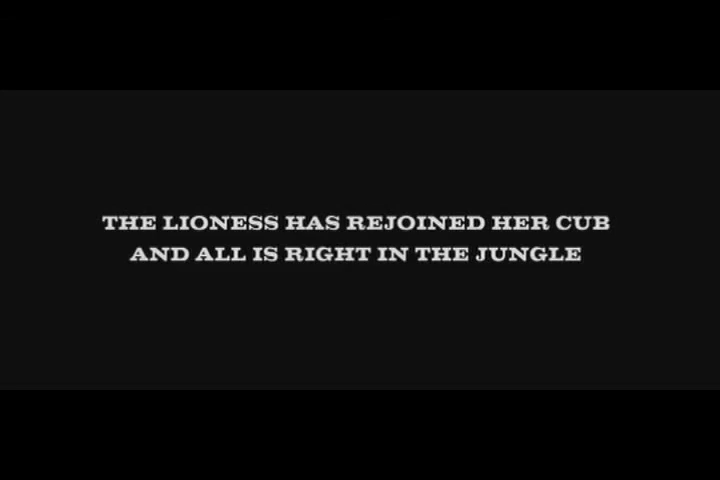 THE LIONESS HAS REJOINED HER CUB
AND ALL IS RIGHT IN THE JUNGLE